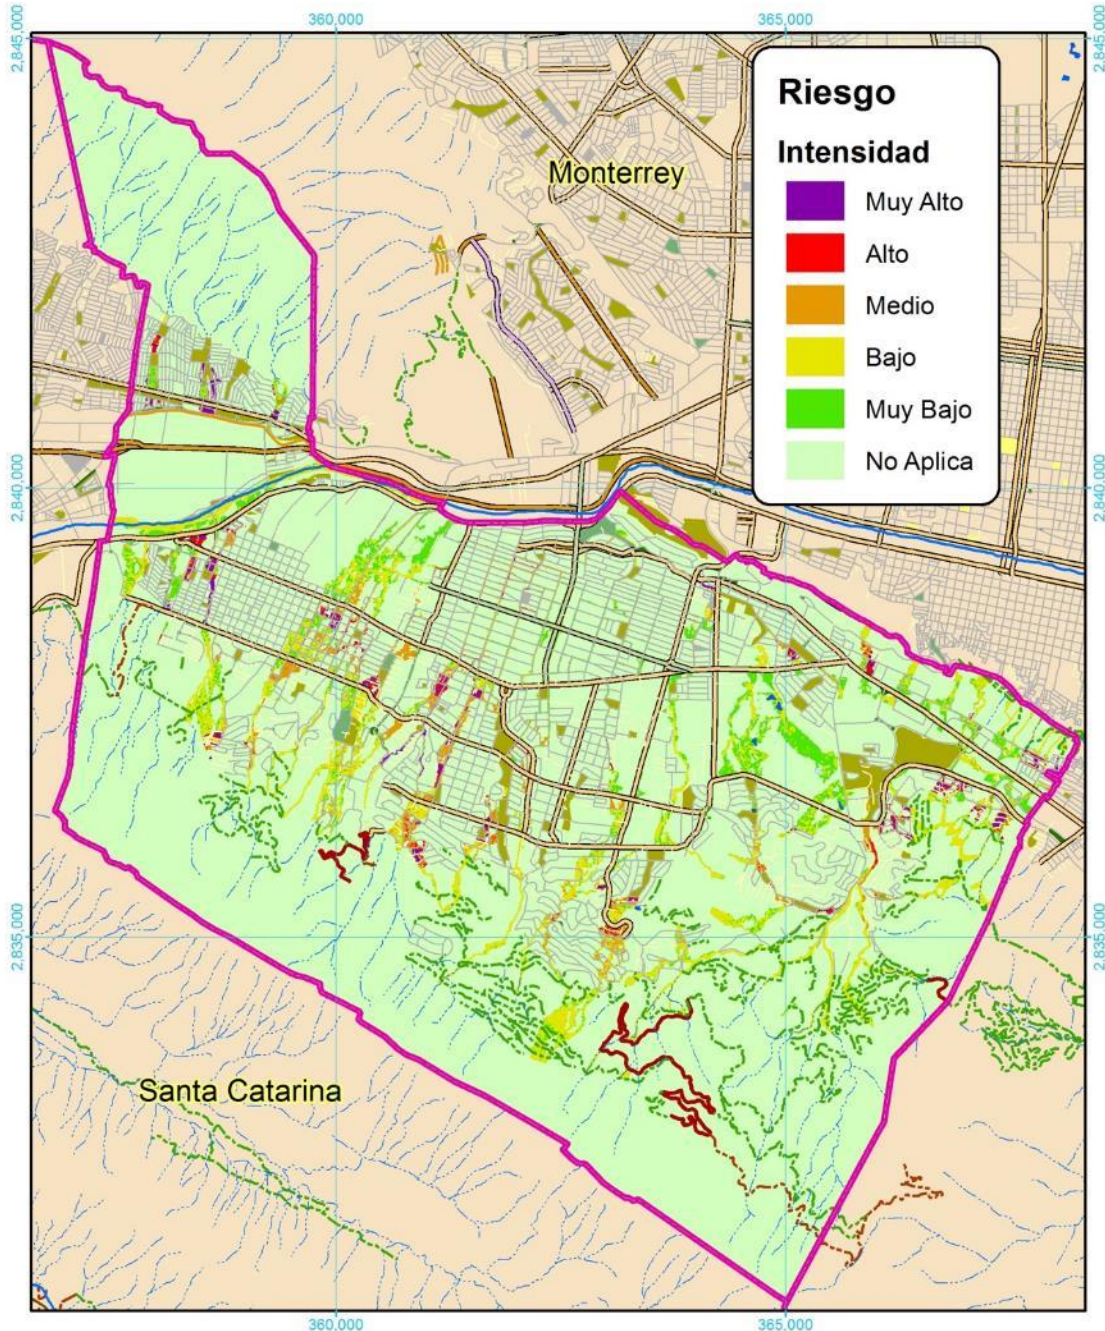 360,000
365,000
2,845,000
2,845,000
Riesgo
Intensidad
Muy Alto
Alto
Medio
Bajo
Muy Bajo
No Aplica
Monterrey
2,840,000
2,840,000
2,835,000
2,835,000
Santa Catarina
360,000
365,000